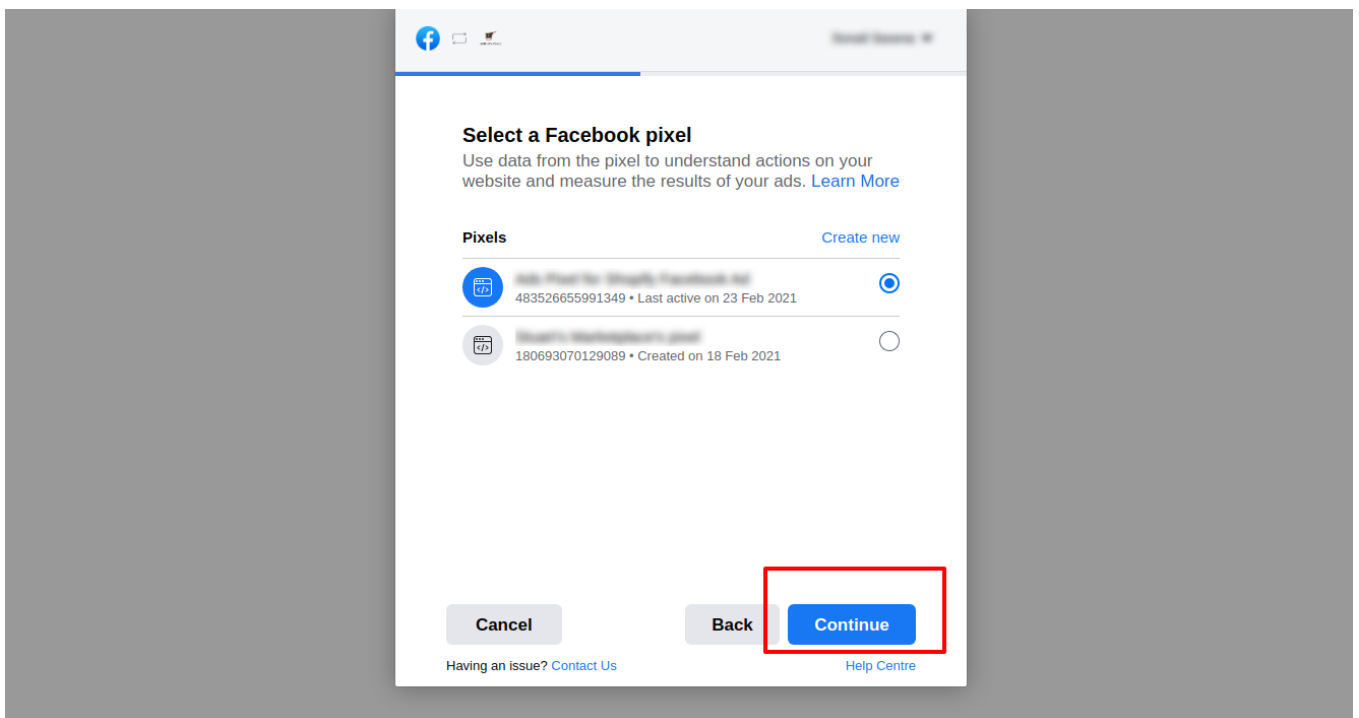 Select a Facebook pixel
Use data from the pixel to understand actions on your
website and measure the results of your ads. Learn More
Pixels
Create new
483526655991349 • Last active on 23 Feb 2021
180693070129089 • Created on 18 Feb 2021
Cancel
Back
Continue
Having an issue? Contact Us
Help Centre